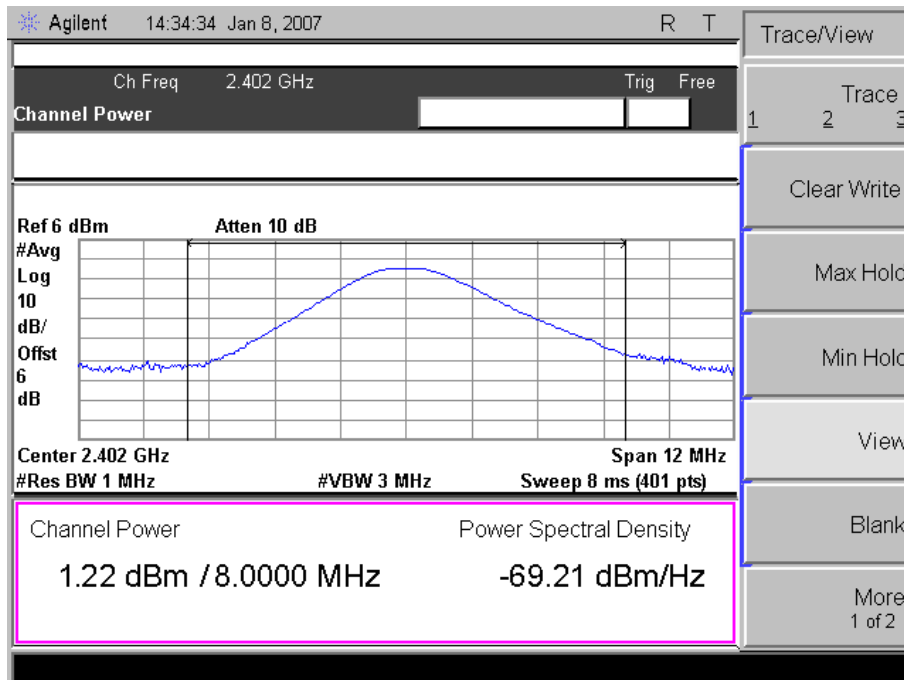 Agilent 14:34:34 Jan 8, 2007 R T
Ch Freq 2.402 GHz Trig Free
Channel Power
Ref 6 dBm Atten 10 dB
#Avg
Log
10
dB/
Offst
6
dB
Center 2.402 GHz Span 12 MHz
#Res BW 1 MHz #VBW 3 MHz Sweep 8 ms (401 pts)
Channel Power Power Spectral Density
1.22 dBm / 8.0000 MHz -69.21 dBm/Hz
Trace/View
Trace
1 2 3
Clear Write
Max Hold
Min Hold
View
Blank
More
1 of 2